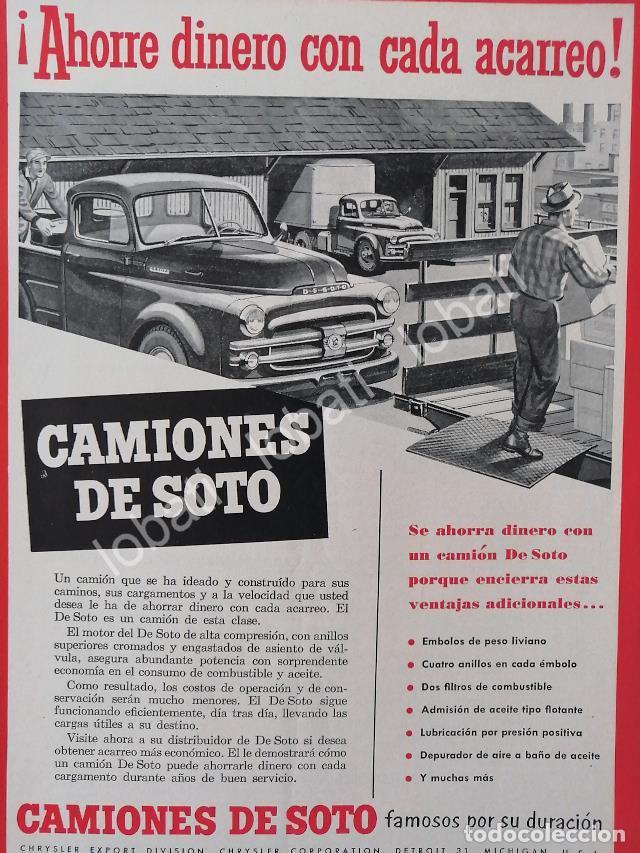 ¡Ahorre dinero con cada acarreo!
DE SOTO
CAMIONES
DE SOTO
Un camión que se ha ideado y construído para sus
caminos, sus cargamentos y a la velocidad que usted
desea le ha de ahorrar dinero con cada acarreo. El
De Soto es un camión de esta clase.
El motor del De Soto de alta compresión, con anillos
superiores cromados y engastados de asiento de vál-
vula, asegura abundante potencia con sorprendente
economía en el consumo de combustible y aceite.
Como resultado, los costos de operación y de con-
servación serán mucho menores. El De Soto sigue
funcionando eficientemente, día tras día, llevando las
cargas útiles a su destino.
Visite ahora a su distribuidor de De Soto si desea
obtener acarreo más económico. El le demostrará cómo
un camión De Soto puede ahorrarle dinero con cada
cargamento durante años de buen servicio.
Se ahorra dinero con
un camión De Soto
porque encierra estas
ventajas adicionales...
• Embolos de peso liviano
• Cuatro anillos en cada émbolo
• Dos filtros de combustible
• Admisión de aceite tipo flotante
• Lubricación por presión positiva
• Depurador de aire a baño de aceite
• Y muchas más
CAMIONES DE SOTO famosos por su duración
CHRYSLER EXPORT DIVISION, CHRYSLER CORPORATION, DETROIT 31, MICHIGAN, U.S.A.
lobati
lobati
lobati
lobati
lobati
lobati
todocoleccion